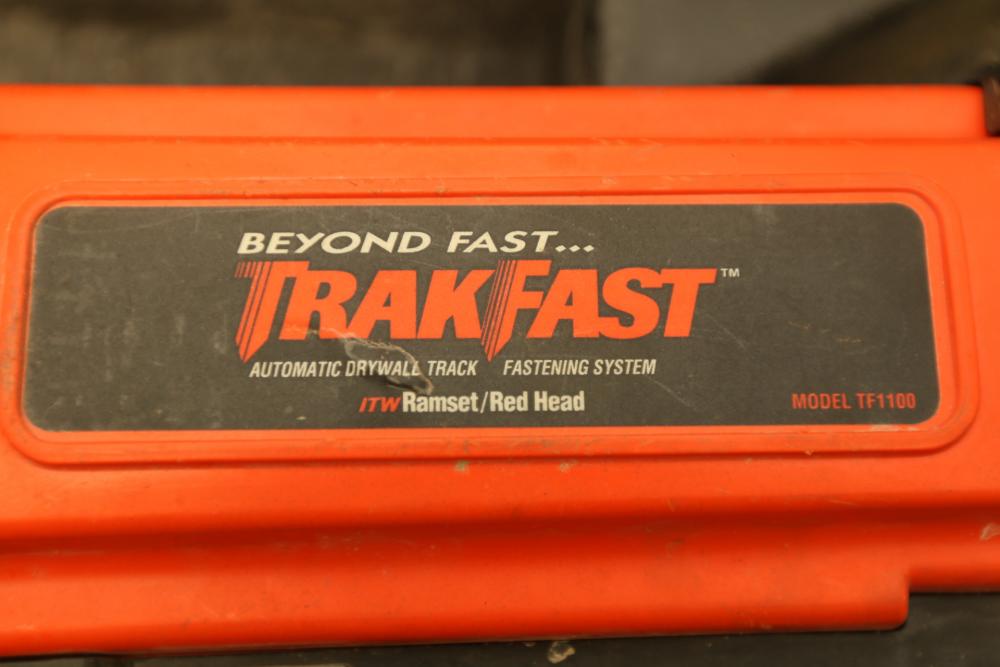 BEYOND FAST...
TRAKFAST™
AUTOMATIC DRYWALL TRACK FASTENING SYSTEM
ITW Ramset/Red Head
MODEL TF1100